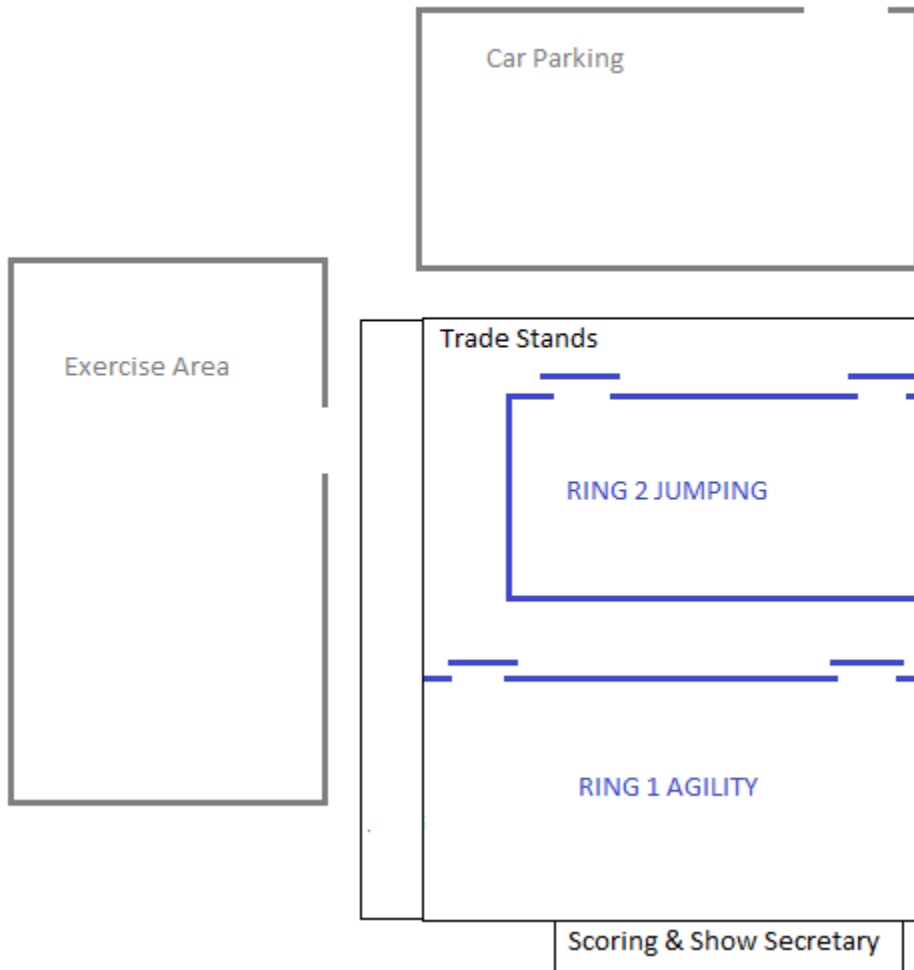 Car Parking
Trade Stands
Exercise Area
RING 2 JUMPING
RING 1 AGILITY
Scoring & Show Secretary